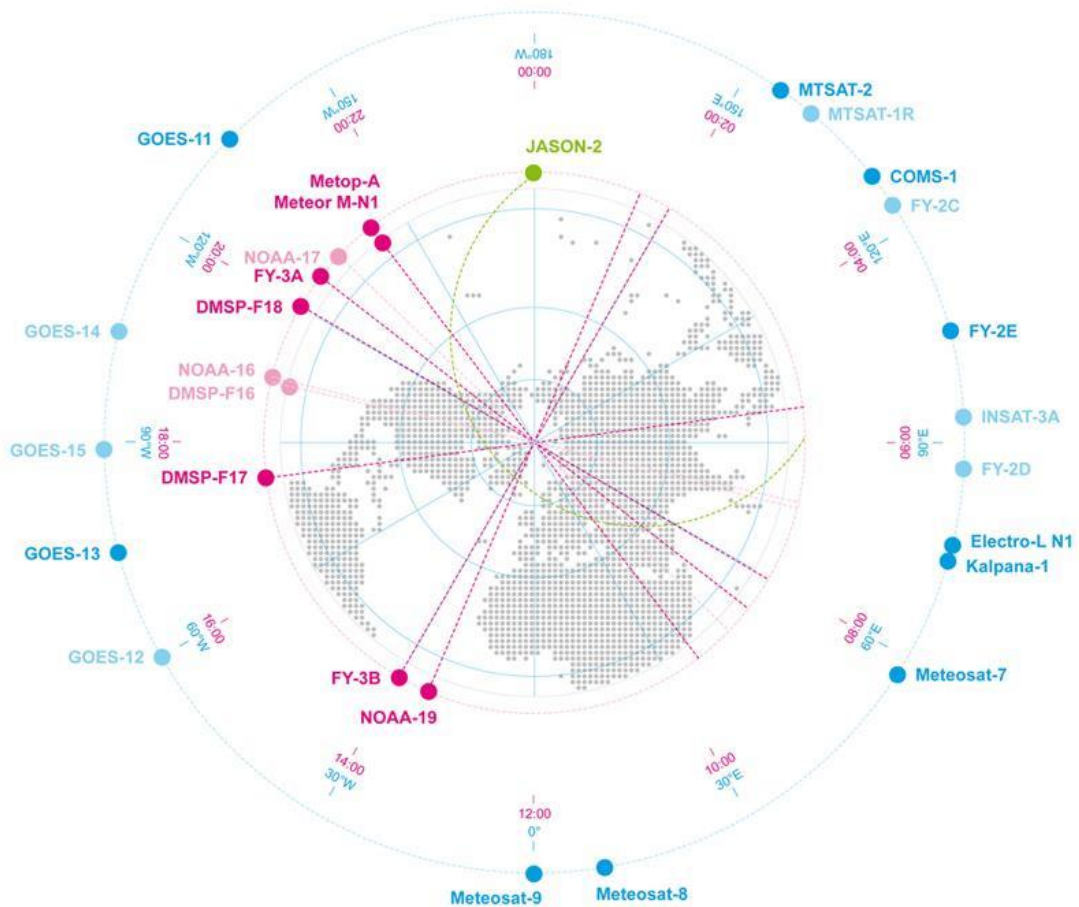 180°W
00:00
MTSAT-2
MTSAT-1R
150°W
22:00
150°E
02:00
GOES-11
JASON-2
COMS-1
Metop-A
Meteor M-N1
FY-2C
120°W
20:00
120°E
04:00
NOAA-17
FY-3A
DMSP-F18
GOES-14
FY-2E
NOAA-16
DMSP-F16
INSAT-3A
GOES-15
90°W
18:00
06:00
90°E
FY-2D
DMSP-F17
GOES-13
Electro-L N1
Kalpana-1
16:00
60°W
08:00
60°E
GOES-12
Meteosat-7
FY-3B
NOAA-19
14:00
30°W
10:00
30°E
12:00
0°
Meteosat-9
Meteosat-8